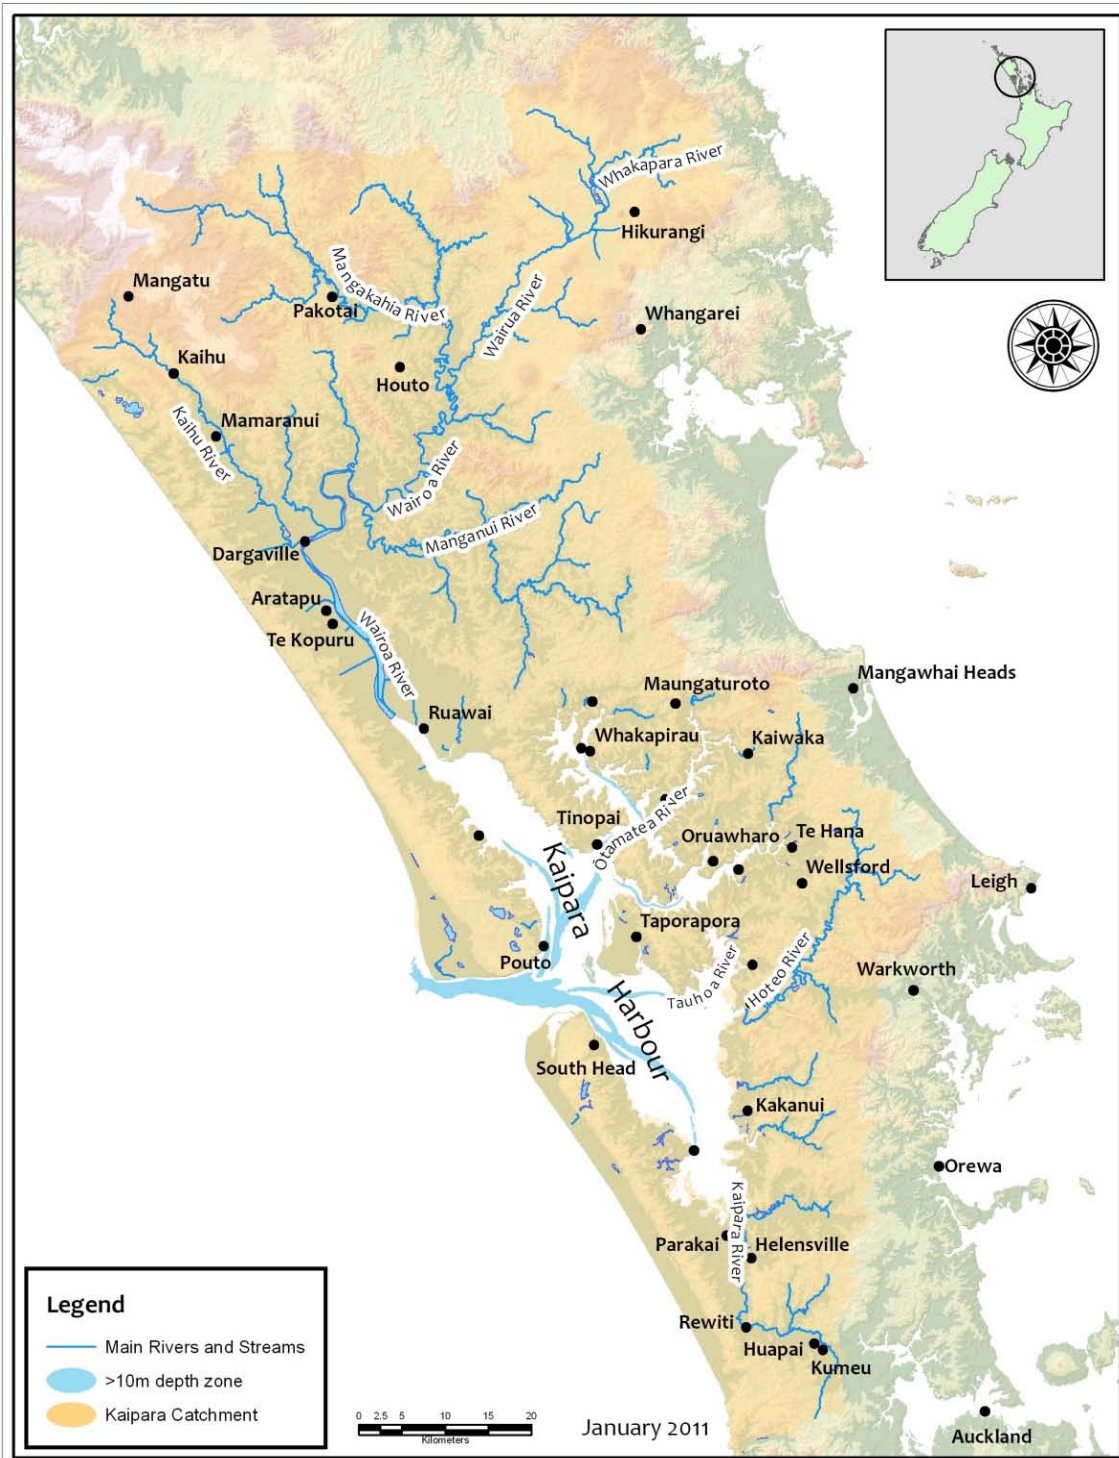 Whakapara River
Hikurangi
Mangatu
Mangakahia River
Pakotai
Wairua River
Whangarei
Kaihu
Houto
Kaihu River
Mamaranui
Wairoa River
Manganui River
Dargaville
Aratapu
Te Kopuru
Wairoa River
Ruawai
Maungaturoto
Mangawhai Heads
Whakapirau
Kaiwaka
Tinopai
Otamatea River
Oruawharo
Te Hana
Wellsford
Leigh
Kaipara
Harbour
Taporapora
Pouto
Tauhoa River
Hoteo River
Warkworth
South Head
Kakanui
Orewa
Kaipara River
Parakai
Helensville
Rewiti
Huapai
Kumeu
Auckland
Legend
Main Rivers and Streams
>10m depth zone
Kaipara Catchment
0 2.5 5 10 15 20
Kilometers
January 2011